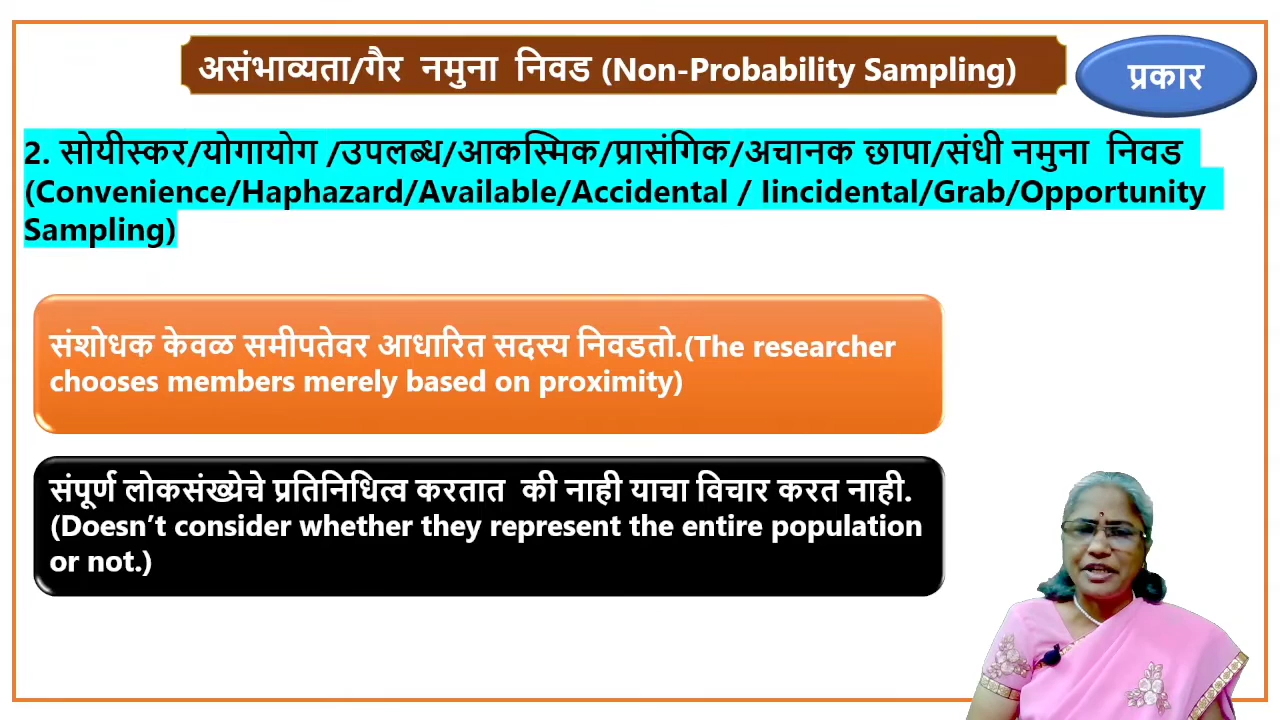 असंभाव्यता/गैर नमुना निवड (Non-Probability Sampling)
प्रकार
2. सोयीस्कर/योगायोग /उपलब्ध/आकस्मिक/प्रासंगिक/अचानक छापा/संधी नमुना निवड
(Convenience/Haphazard/Available/Accidental / Iincidental/Grab/Opportunity
Sampling)
संशोधक केवळ समीपतेवर आधारित सदस्य निवडतो.(The researcher
chooses members merely based on proximity)
संपूर्ण लोकसंख्येचे प्रतिनिधित्व करतात की नाही याचा विचार करत नाही.
(Doesn’t consider whether they represent the entire population
or not.)